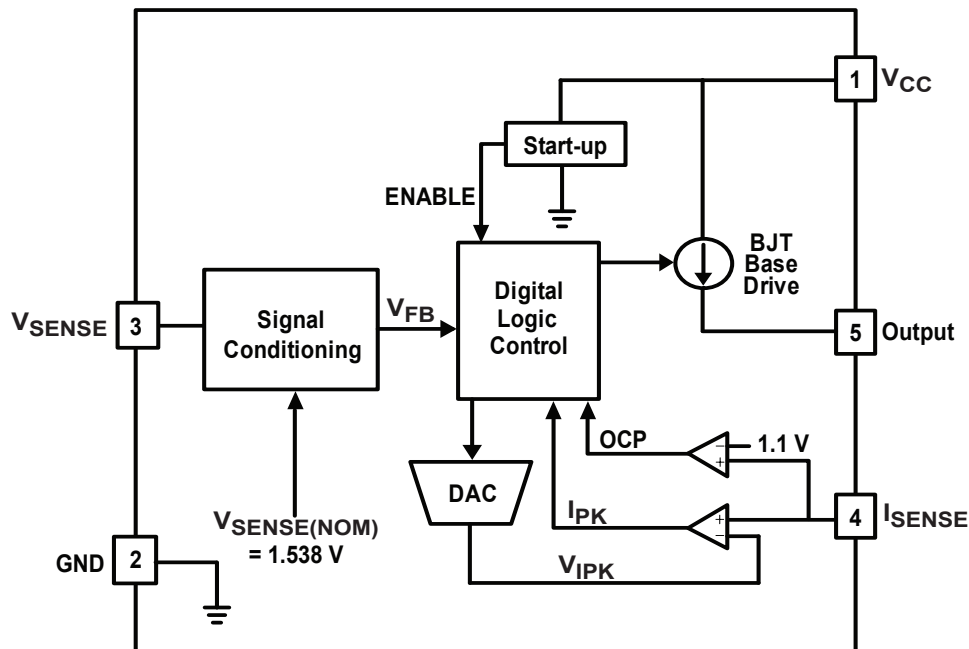 1
VCC
Start-up
ENABLE
BJT
Base
Drive
VSENSE
3
Signal
Conditioning
VFB
Digital
Logic
Control
5
Output
OCP
−
+
1.1 V
DAC
VSENSE(NOM)
= 1.538 V
IPK
+
−
4
ISENSE
GND
2
VIPK